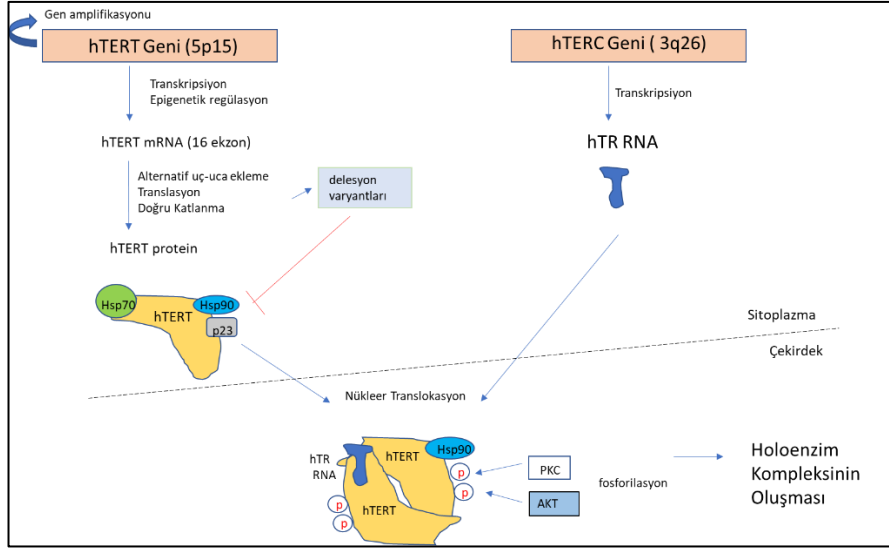 Gen amplifikasyonu
hTERT Geni (5p15)
hTERC Geni ( 3q26)
Transkripsiyon
Epigenetik regülasyon
Transkripsiyon
hTERT mRNA (16 ekzon)
hTR RNA
Alternatif uç-uca ekleme
Translasyon
Doğru Katlanma
delesyon
varyantları
hTERT protein
Hsp70
Hsp90
hTERT
p23
Sitoplazma
Çekirdek
Nükleer Translokasyon
hTR
RNA
hTERT
Hsp90
p
p
PKC
AKT
fosforilasyon
Holoenzim
Kompleksinin
Oluşması
p
p
hTERT